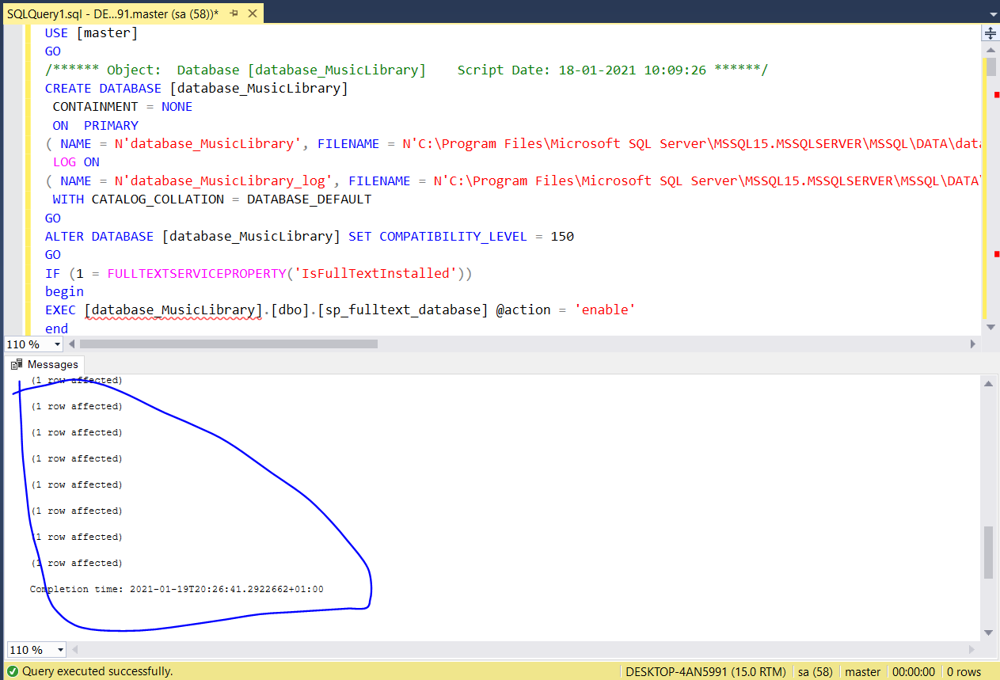 SQLQuery1.sql - DE...91.master (sa (58))*
USE [master]
GO
/****** Object:  Database [database_MusicLibrary]    Script Date: 18-01-2021 10:09:26 ******/
CREATE DATABASE [database_MusicLibrary]
 CONTAINMENT = NONE
 ON  PRIMARY
( NAME = N'database_MusicLibrary', FILENAME = N'C:\Program Files\Microsoft SQL Server\MSSQL15.MSSQLSERVER\MSSQL\DATA\data
 LOG ON
( NAME = N'database_MusicLibrary_log', FILENAME = N'C:\Program Files\Microsoft SQL Server\MSSQL15.MSSQLSERVER\MSSQL\DATA\
 WITH CATALOG_COLLATION = DATABASE_DEFAULT
GO
ALTER DATABASE [database_MusicLibrary] SET COMPATIBILITY_LEVEL = 150
GO
IF (1 = FULLTEXTSERVICEPROPERTY('IsFullTextInstalled'))
begin
EXEC [database_MusicLibrary].[dbo].[sp_fulltext_database] @action = 'enable'
end
110 %
Messages
(1 row affected)
(1 row affected)
(1 row affected)
(1 row affected)
(1 row affected)
(1 row affected)
(1 row affected)
(1 row affected)
Completion time: 2021-01-19T20:26:41.2922662+01:00
110 %
Query executed successfully.
DESKTOP-4AN5991 (15.0 RTM) sa (58) master 00:00:00 0 rows